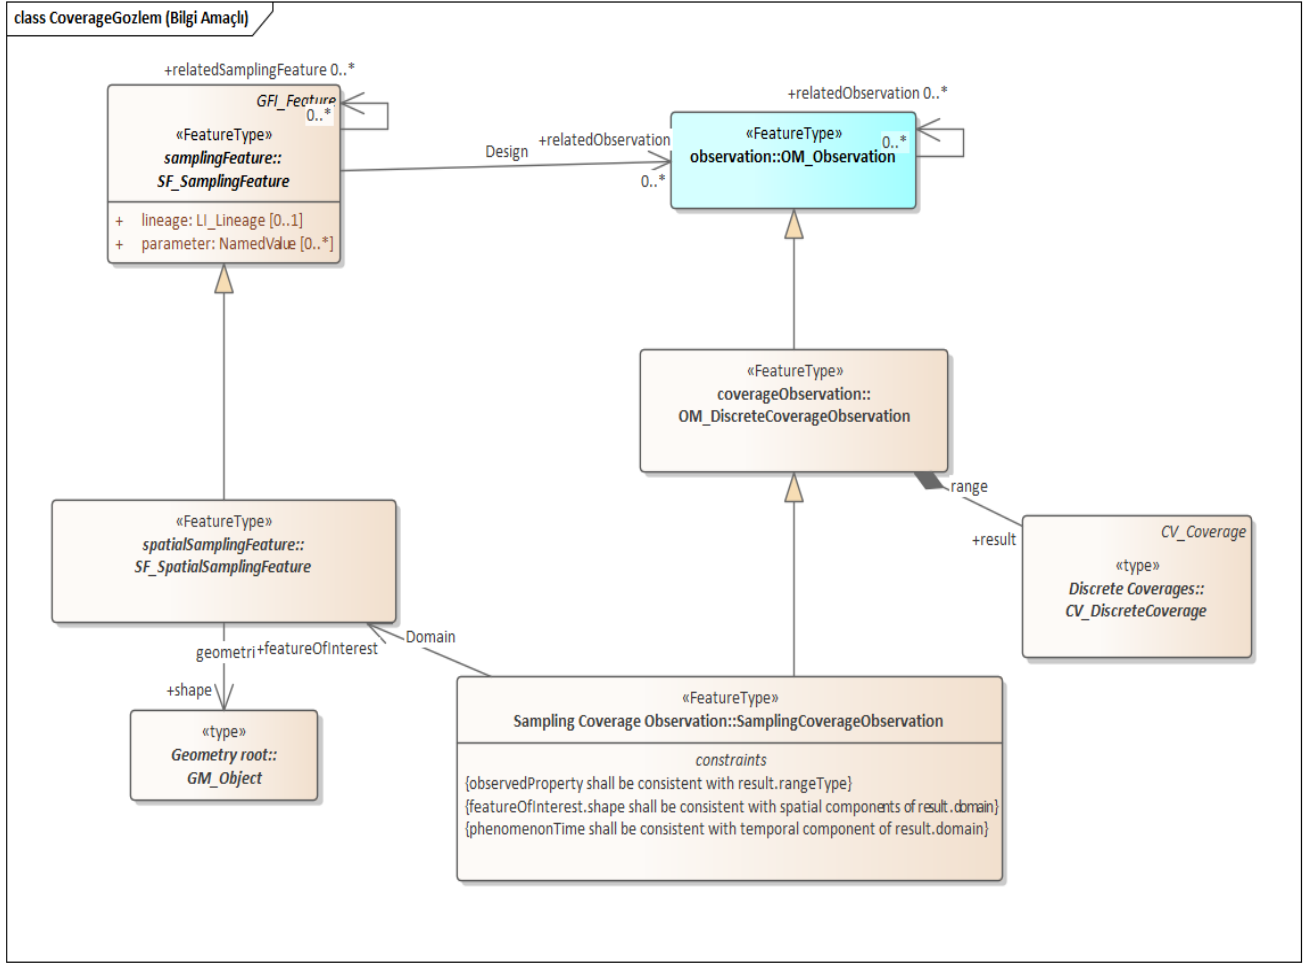 class CoverageGozlem (Bilgi Amaçlı)
+relatedSamplingFeature 0..*
GFI_Feature
0..*
«FeatureType»
samplingFeature::
SF_SamplingFeature
+ lineage: LI_Lineage [0..1]
+ parameter: NamedValue [0..*]
Design
+relatedObservation
0..*
+relatedObservation 0..*
«FeatureType»
0..*
observation::OM_Observation
«FeatureType»
coverageObservation::
OM_DiscreteCoverageObservation
range
+result
CV_Coverage
«type»
Discrete Coverages::
CV_DiscreteCoverage
«FeatureType»
spatialSamplingFeature::
SF_SpatialSamplingFeature
Domain
+featureOfInterest
geometri
+shape
«type»
Geometry root::
GM_Object
«FeatureType»
Sampling Coverage Observation::SamplingCoverageObservation
constraints
{observedProperty shall be consistent with result.rangeType}
{featureOfInterest.shape shall be consistent with spatial components of result.domain}
{phenomenonTime shall be consistent with temporal component of result.domain}